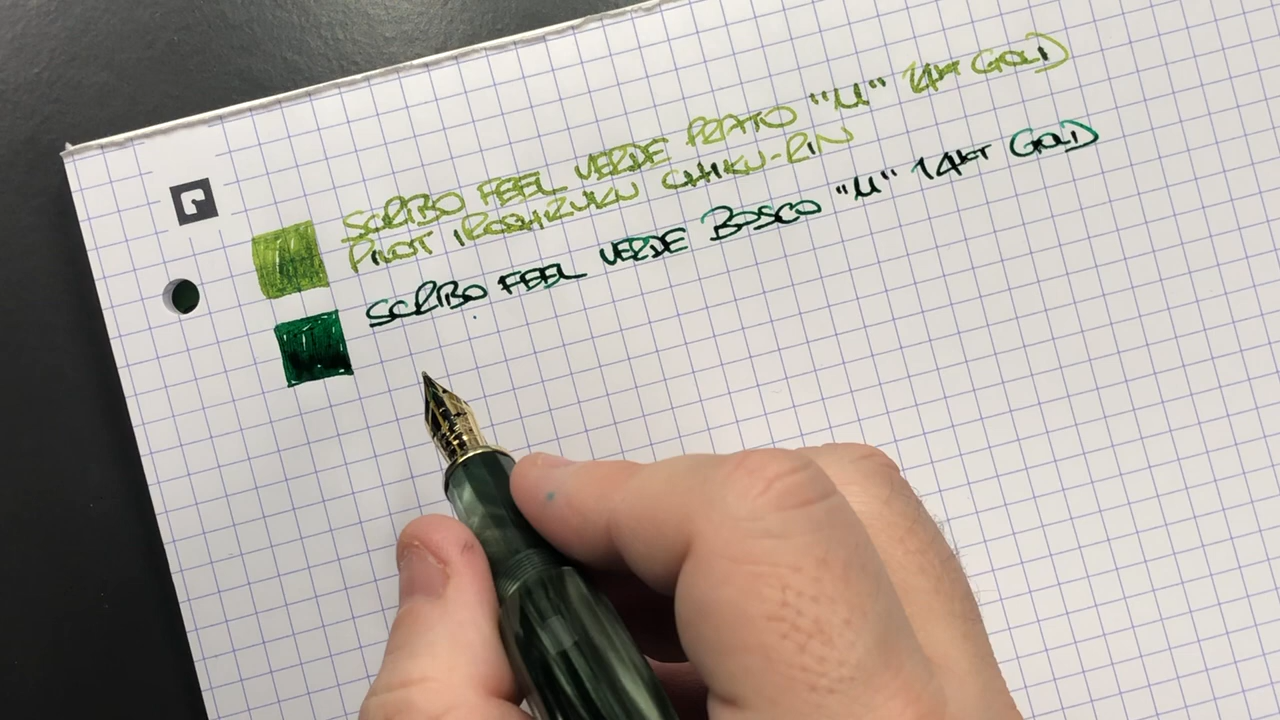 SCRIBO FEEL VERDE PRATO "M" 14KT GOLD
PILOT IROSHIZUKU CHIKU-RIN
SCRIBO FEEL VERDE BOSCO "M" 14KT GOLD